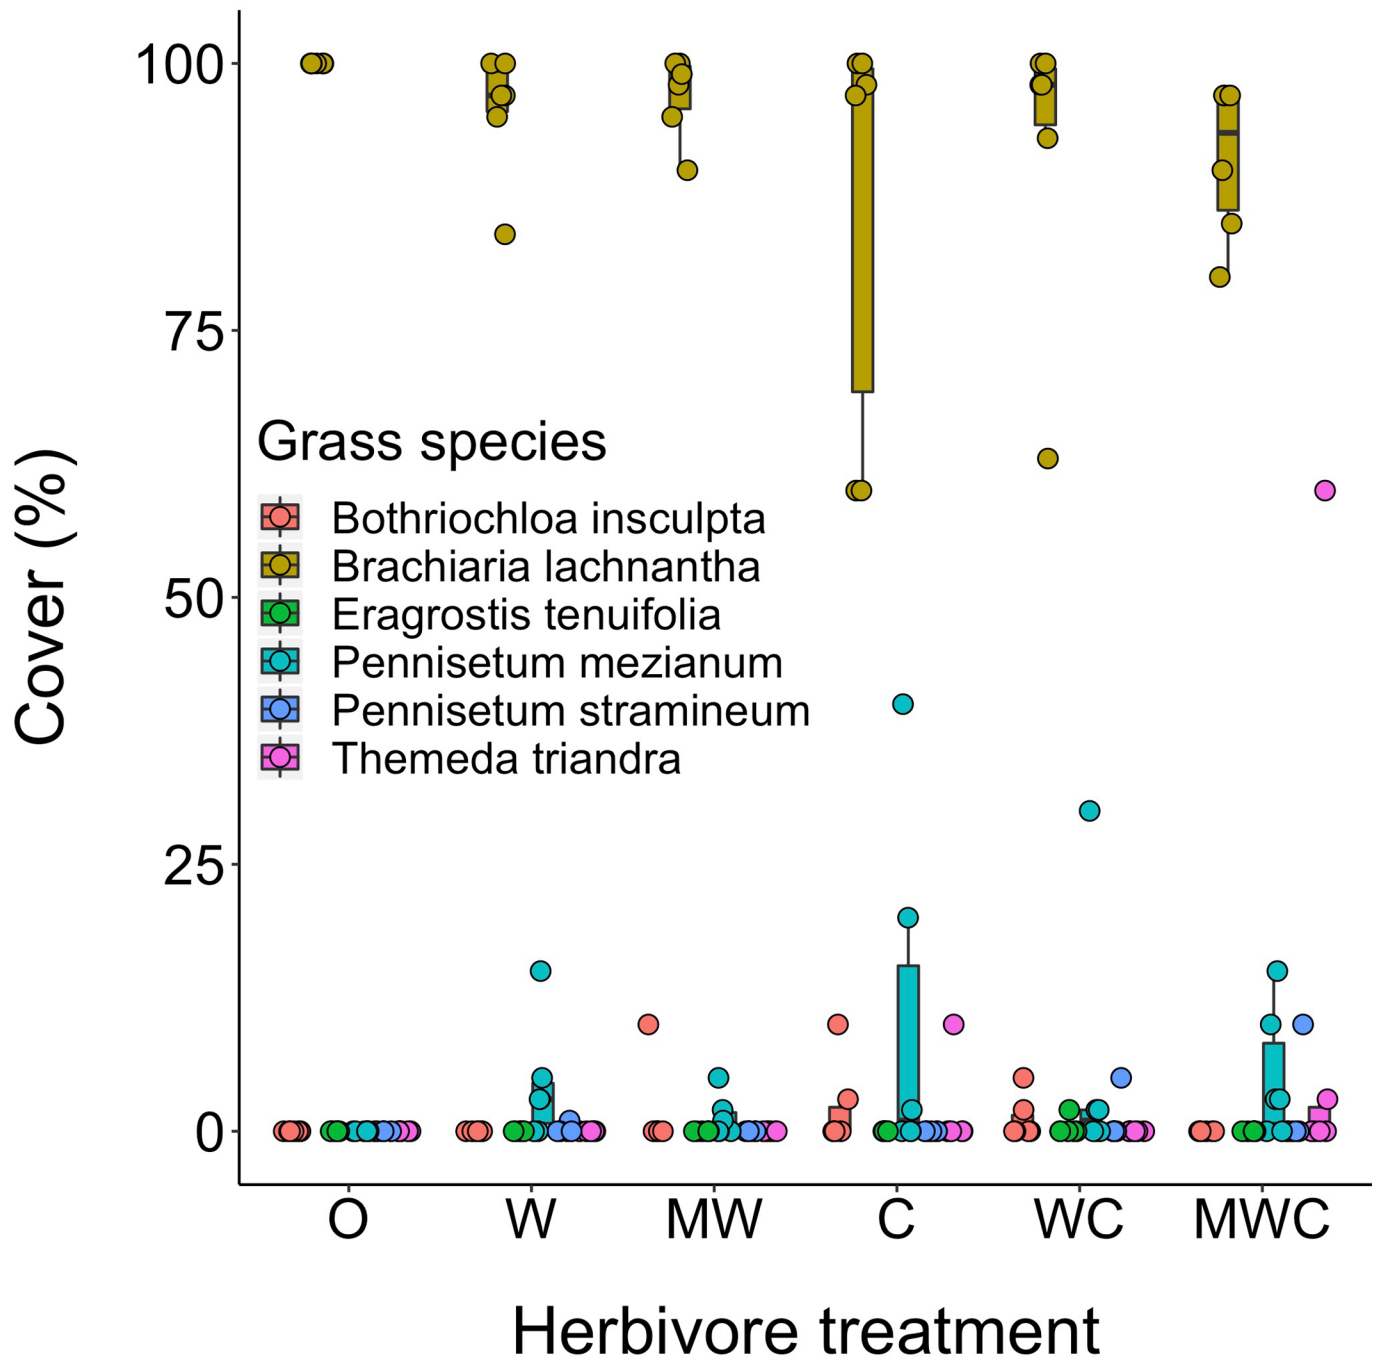 100
75
50
25
0
Cover (%)
Grass species
Bothriochloa insculpta
Brachiaria lachnantha
Eragrostis tenuifolia
Pennisetum mezianum
Pennisetum stramineum
Themeda triandra
O W MW C WC MWC
Herbivore treatment